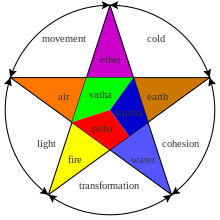 movement
cold
ether
air
vatha
kapha
earth
pitta
light
cohesion
fire
water
transformation